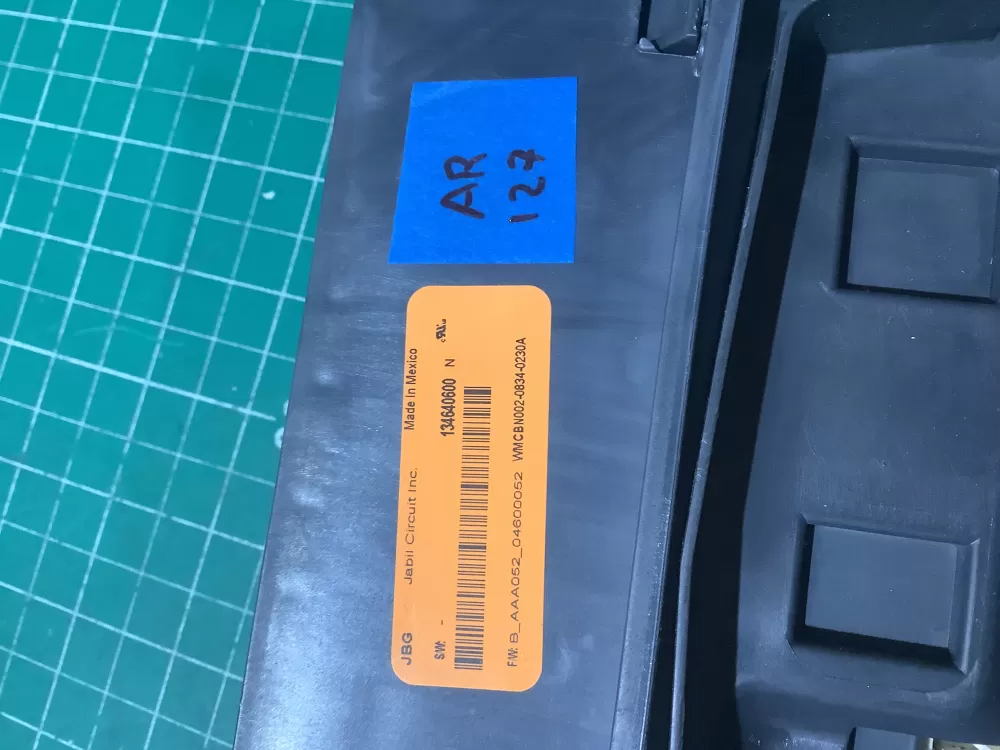 AR
127
JBG Jabil Circuit Inc. Made In Mexico
SW: - 134640600 N
FW: B_AAA052_04600052 WMCBN002-0834-0230A